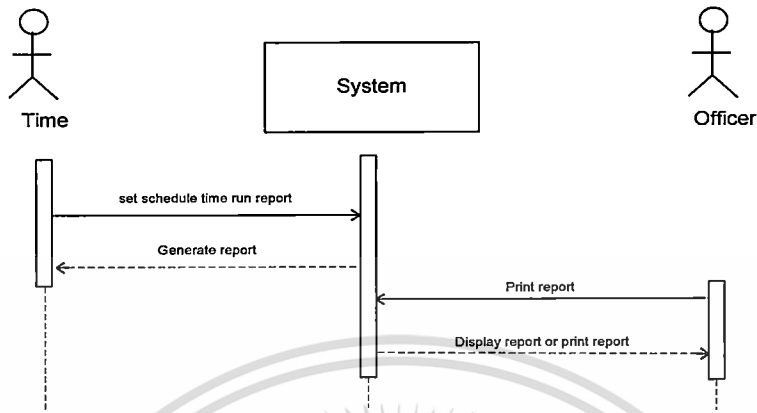 System
Time
Officer
set schedule time run report
Generate report
Print report
Display report or print report